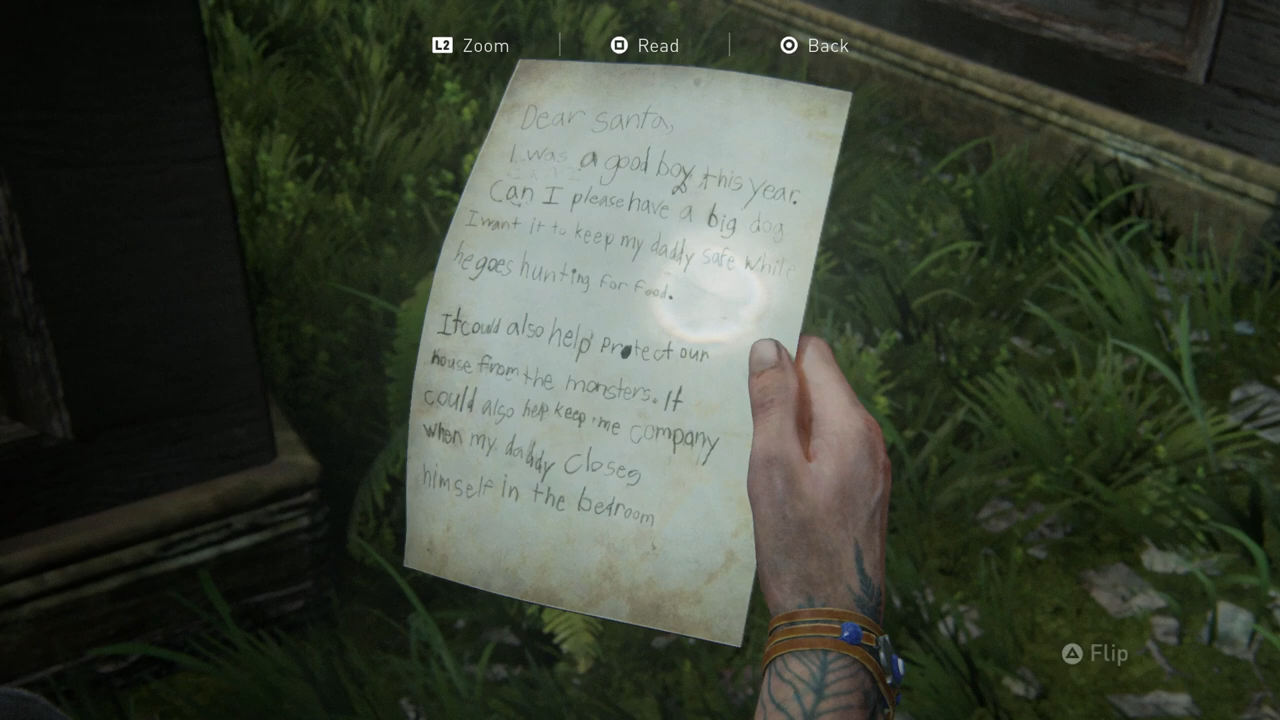 L2 Zoom | Read | Back
Dear santa,
I was a good boy this year.
Can I please have a big dog
I want it to keep my daddy safe while
he goes hunting for food.
It could also help Protect our
house from the monsters. It
could also help keep me company
when my daddy closes
himself in the bedroom
Flip